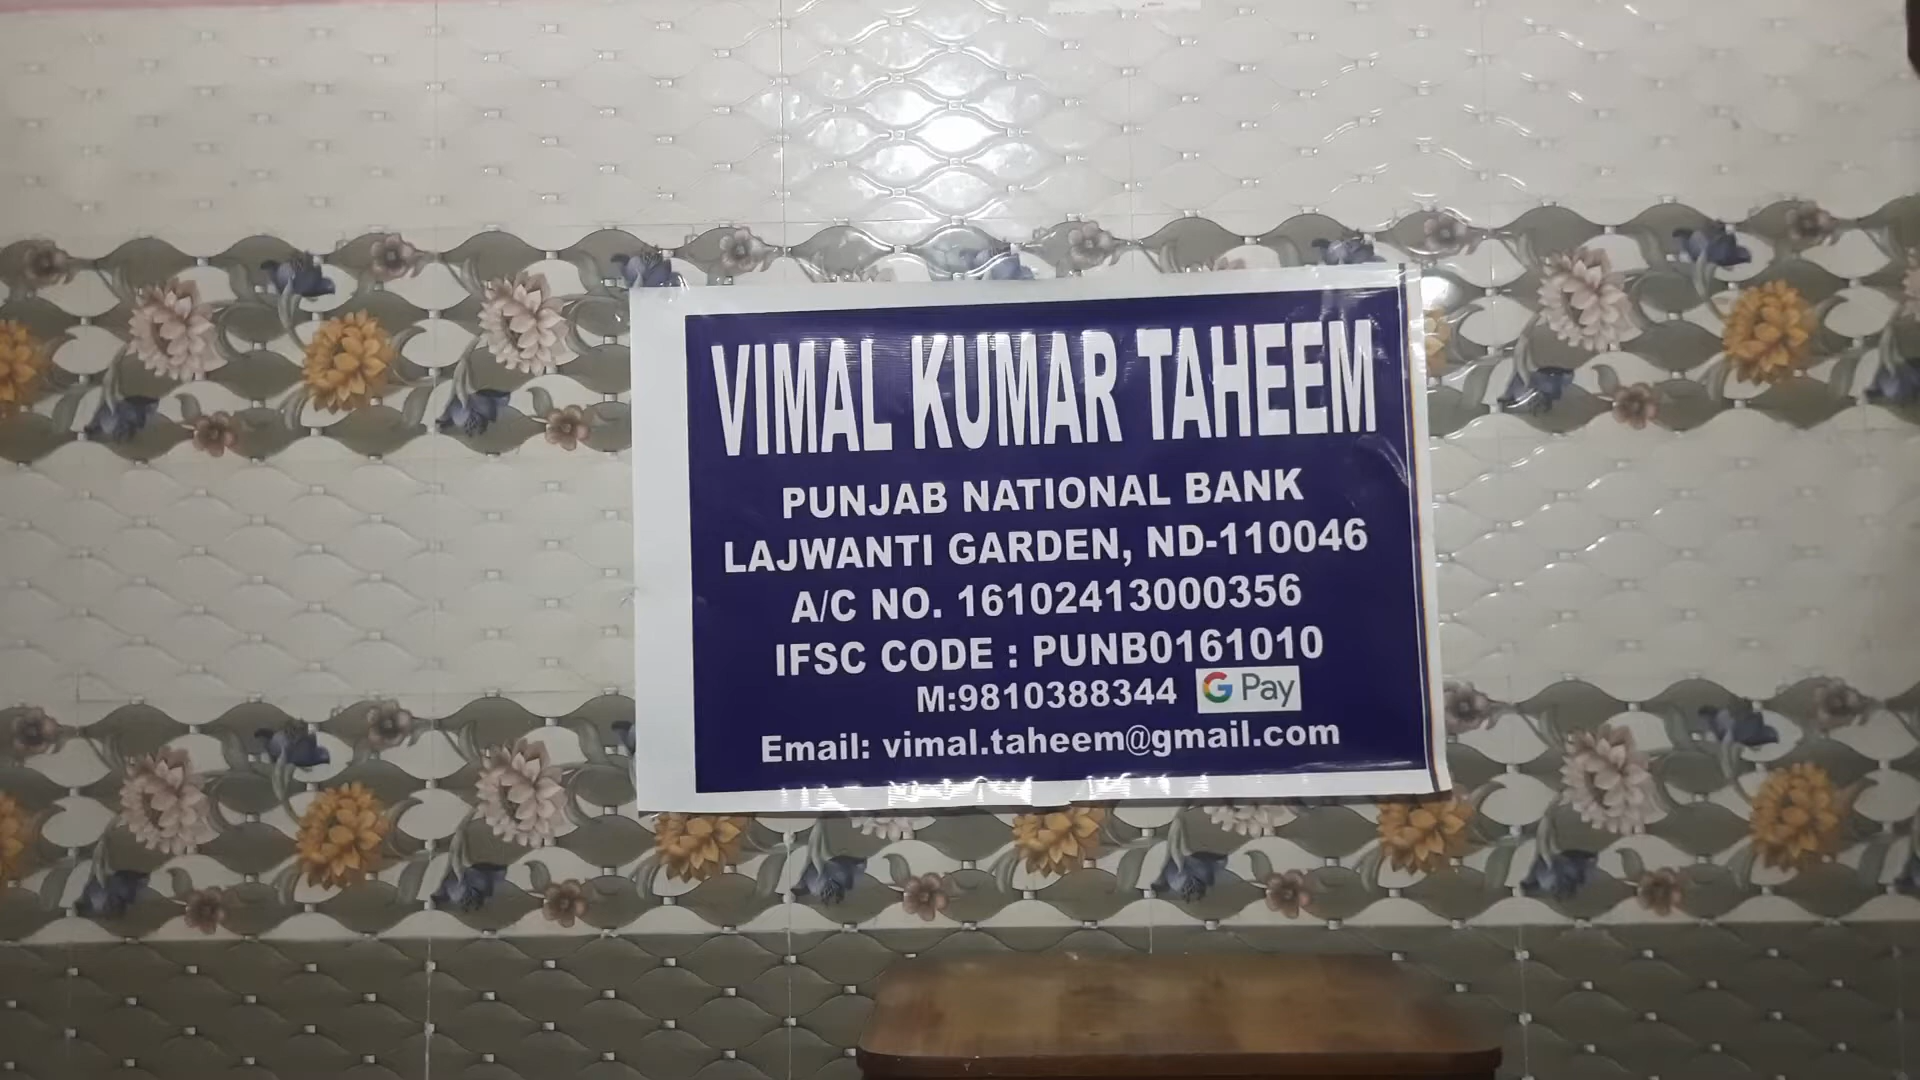 VIMAL KUMAR TAHEEM
PUNJAB NATIONAL BANK
LAJWANTI GARDEN, ND-110046
A/C NO. 16102413000356
IFSC CODE : PUNB0161010
M:9810388344 G Pay
Email: vimal.taheem@gmail.com